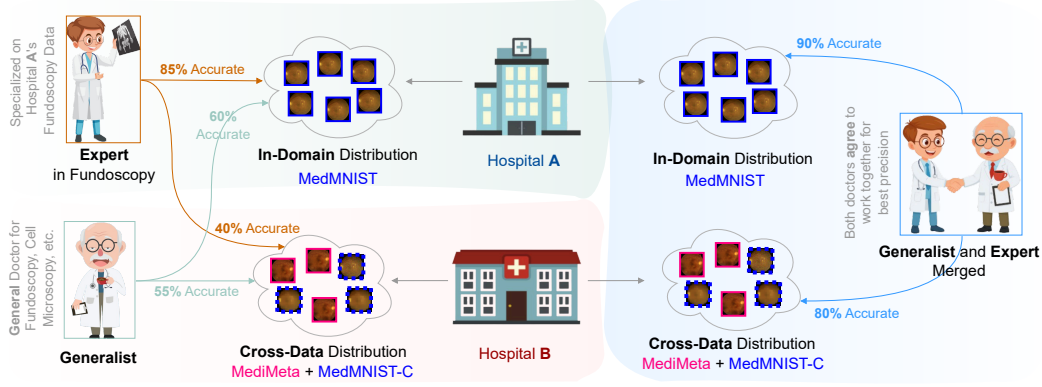 Specialized on
Hospital A's
Fundoscopy Data
85% Accurate
60%
Accurate
Expert
in Fundoscopy
In-Domain Distribution
MedMNIST
Hospital A
In-Domain Distribution
MedMNIST
90% Accurate
Both doctors agree to
work together for
best precision
Generalist and Expert
Merged
General Doctor for
Fundoscopy, Cell
Microscopy, etc.
40% Accurate
55% Accurate
Generalist
Cross-Data Distribution
MediMeta + MedMNIST-C
Hospital B
80% Accurate
Cross-Data Distribution
MediMeta + MedMNIST-C